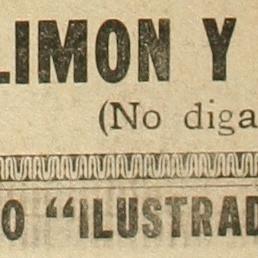 LIMON Y
(No diga
O "ILUSTRAD